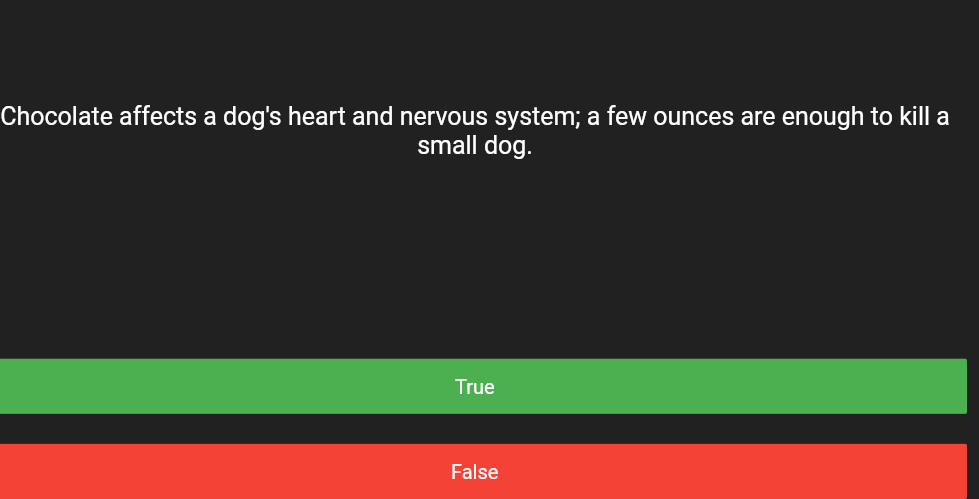 Chocolate affects a dog's heart and nervous system; a few ounces are enough to kill a
small dog.
True
False